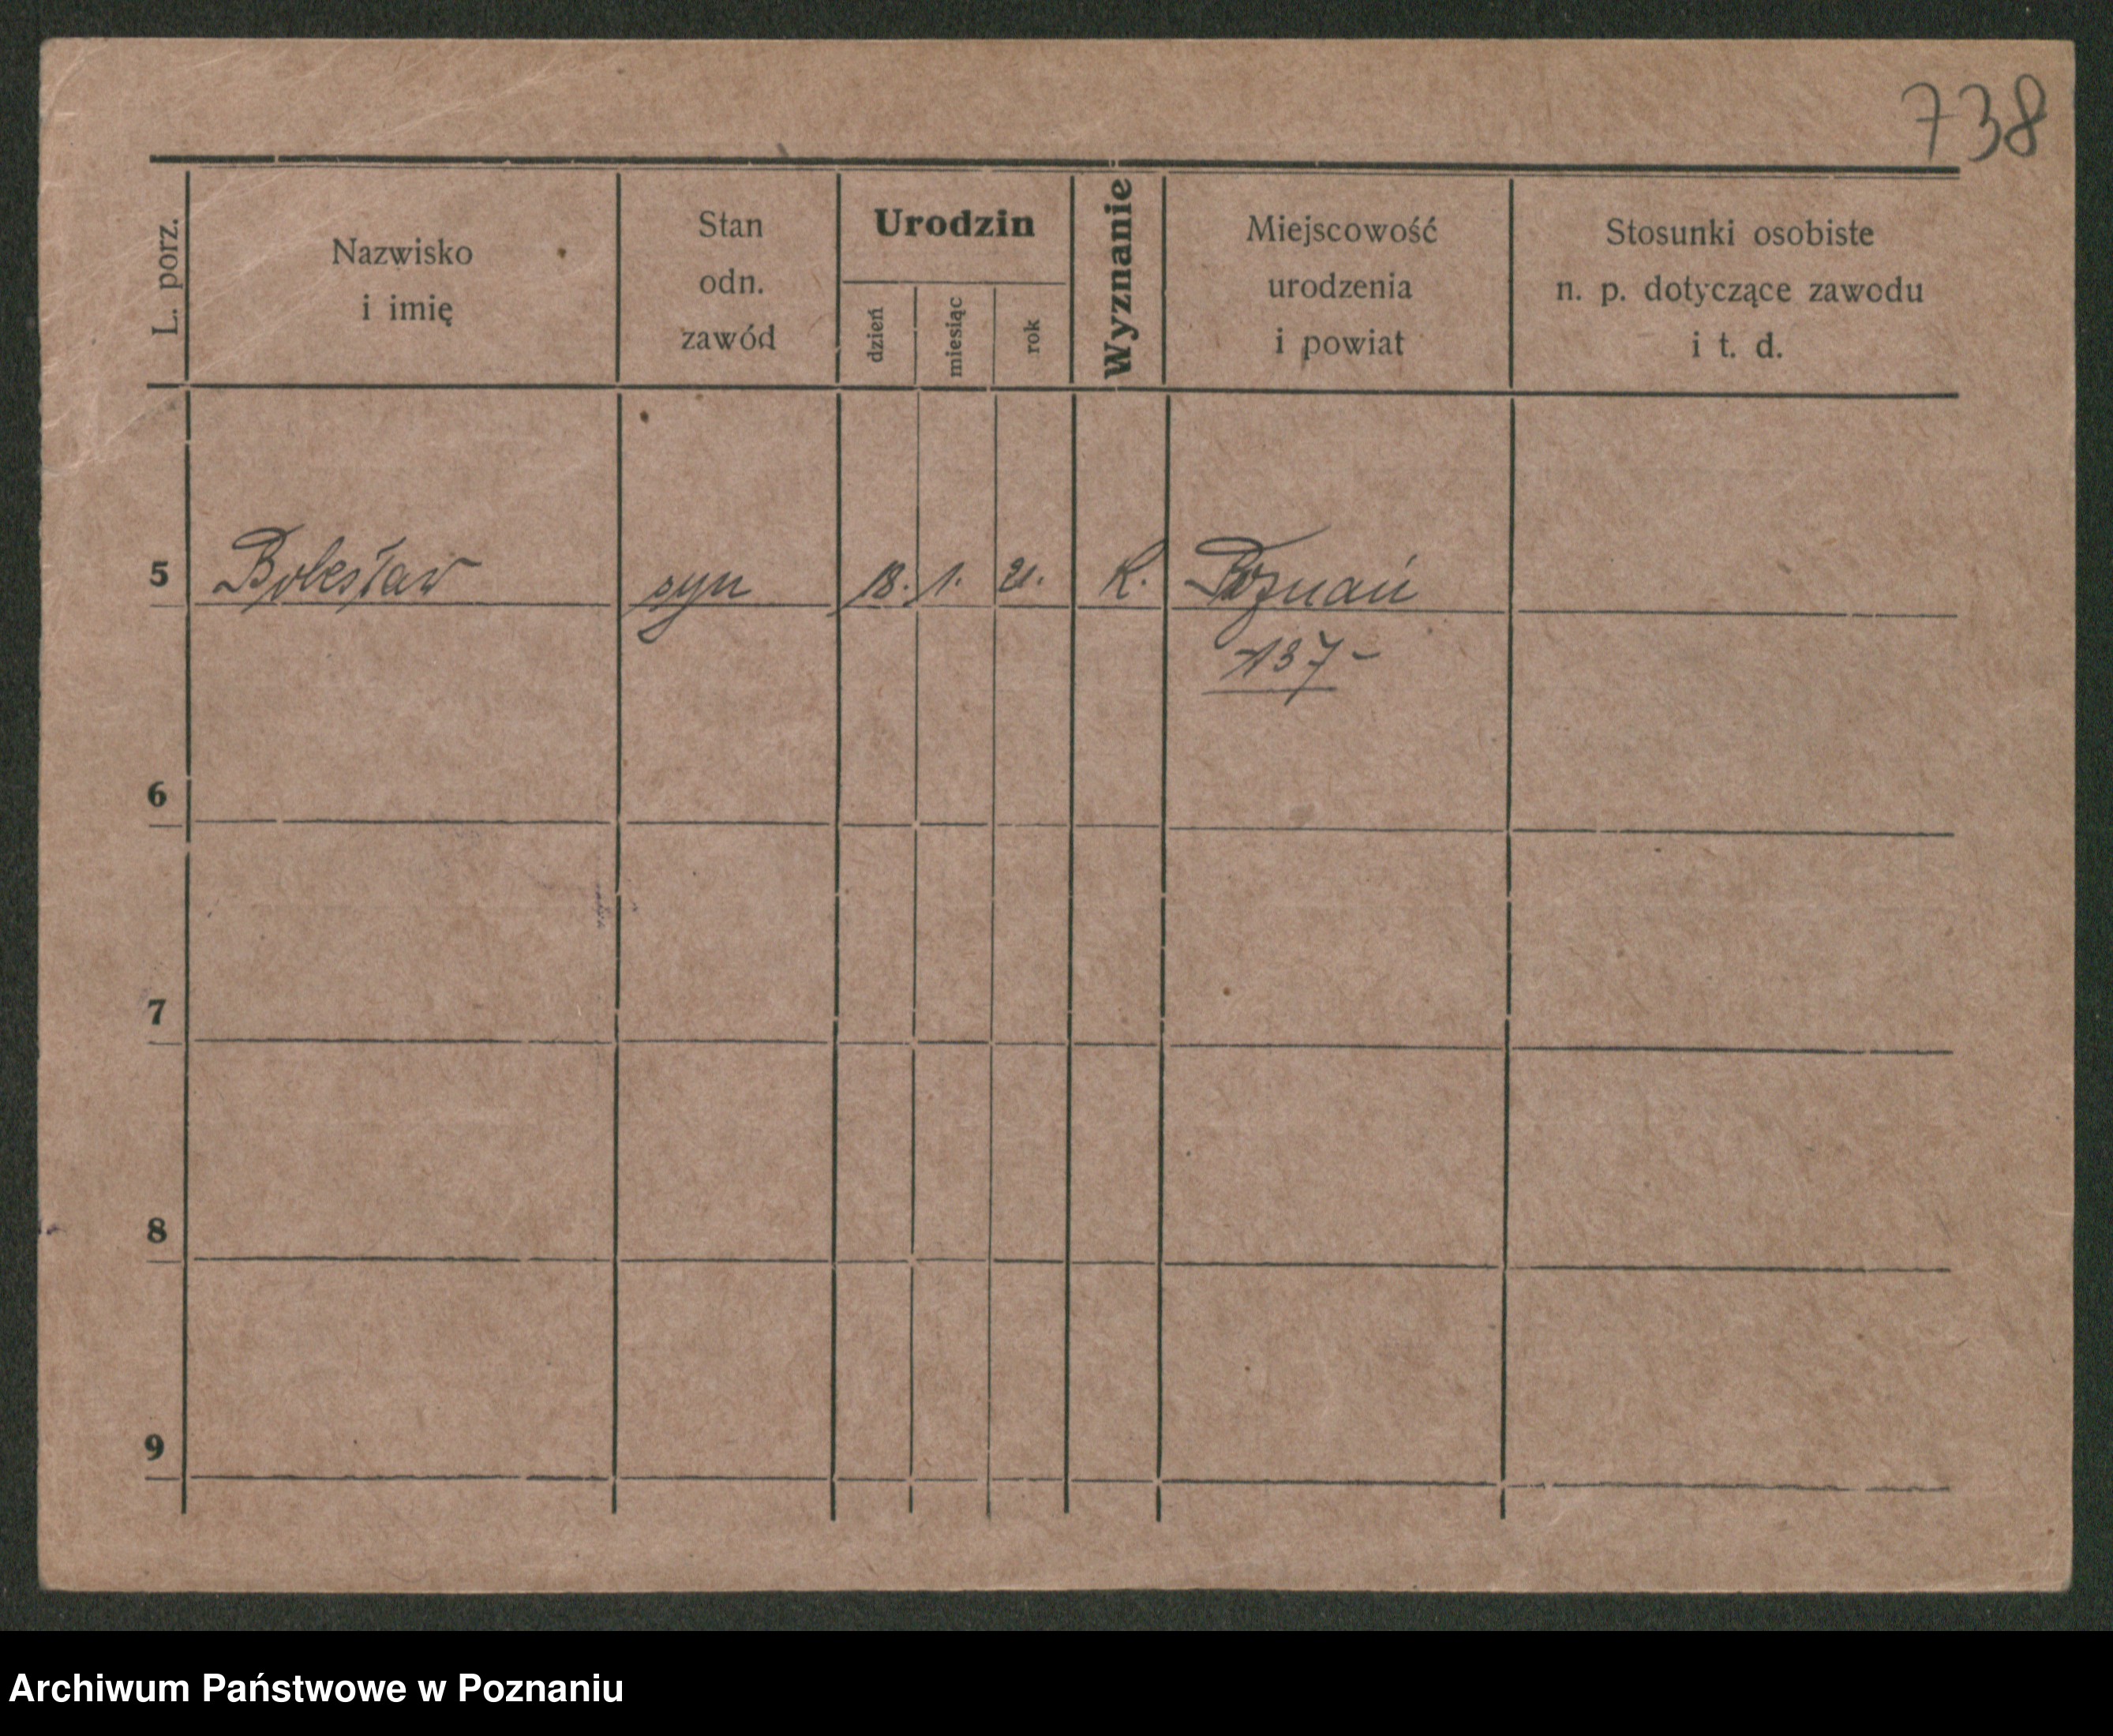 738
L. porz.
Nazwisko
i imię
Stan
odn.
zawód
Urodzin
dzień
miesiąc
rok
Wyznanie
Miejscowość
urodzenia
i powiat
Stosunki osobiste
n. p. dotyczące zawodu
i t. d.
5 Bolesław syn 18. 1. 21. K. Poznań
137-
6
7
8
9
Archiwum Państwowe w Poznaniu